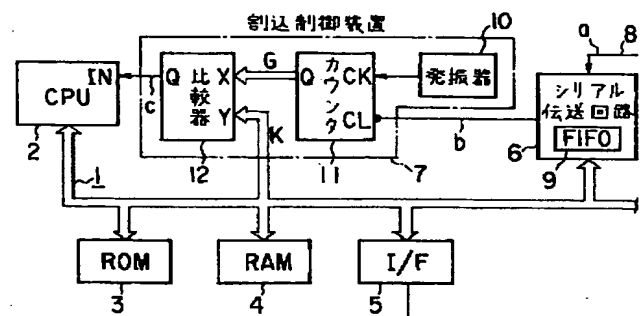 割込制御装置
10
a
8
IN
CPU
2
c
Q
比較器
X
Y
12
G
K
Q
カウンタ
CK
CL
11
発振器
7
b
シリアル
伝送回路
FIFO
6
9
1
ROM
3
RAM
4
I/F
5